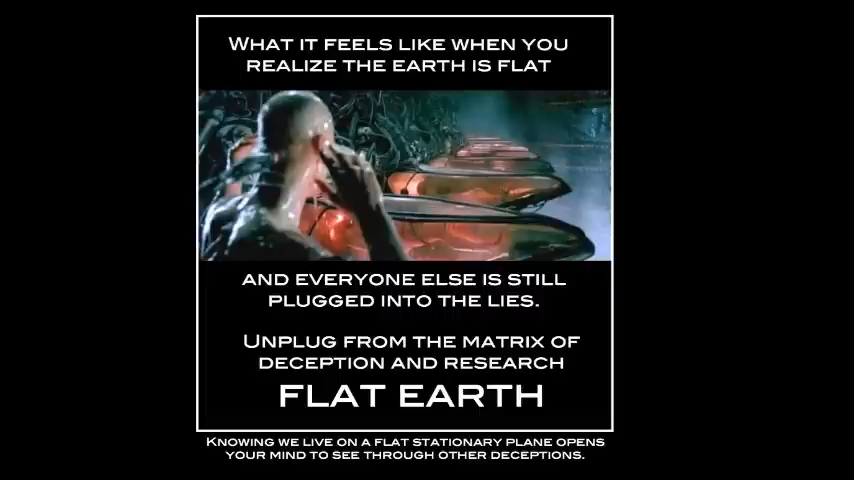 What it feels like when you
realize the earth is flat
and everyone else is still
plugged into the lies.
Unplug from the matrix of
deception and research
FLAT EARTH
Knowing we live on a flat stationary plane opens
your mind to see through other deceptions.